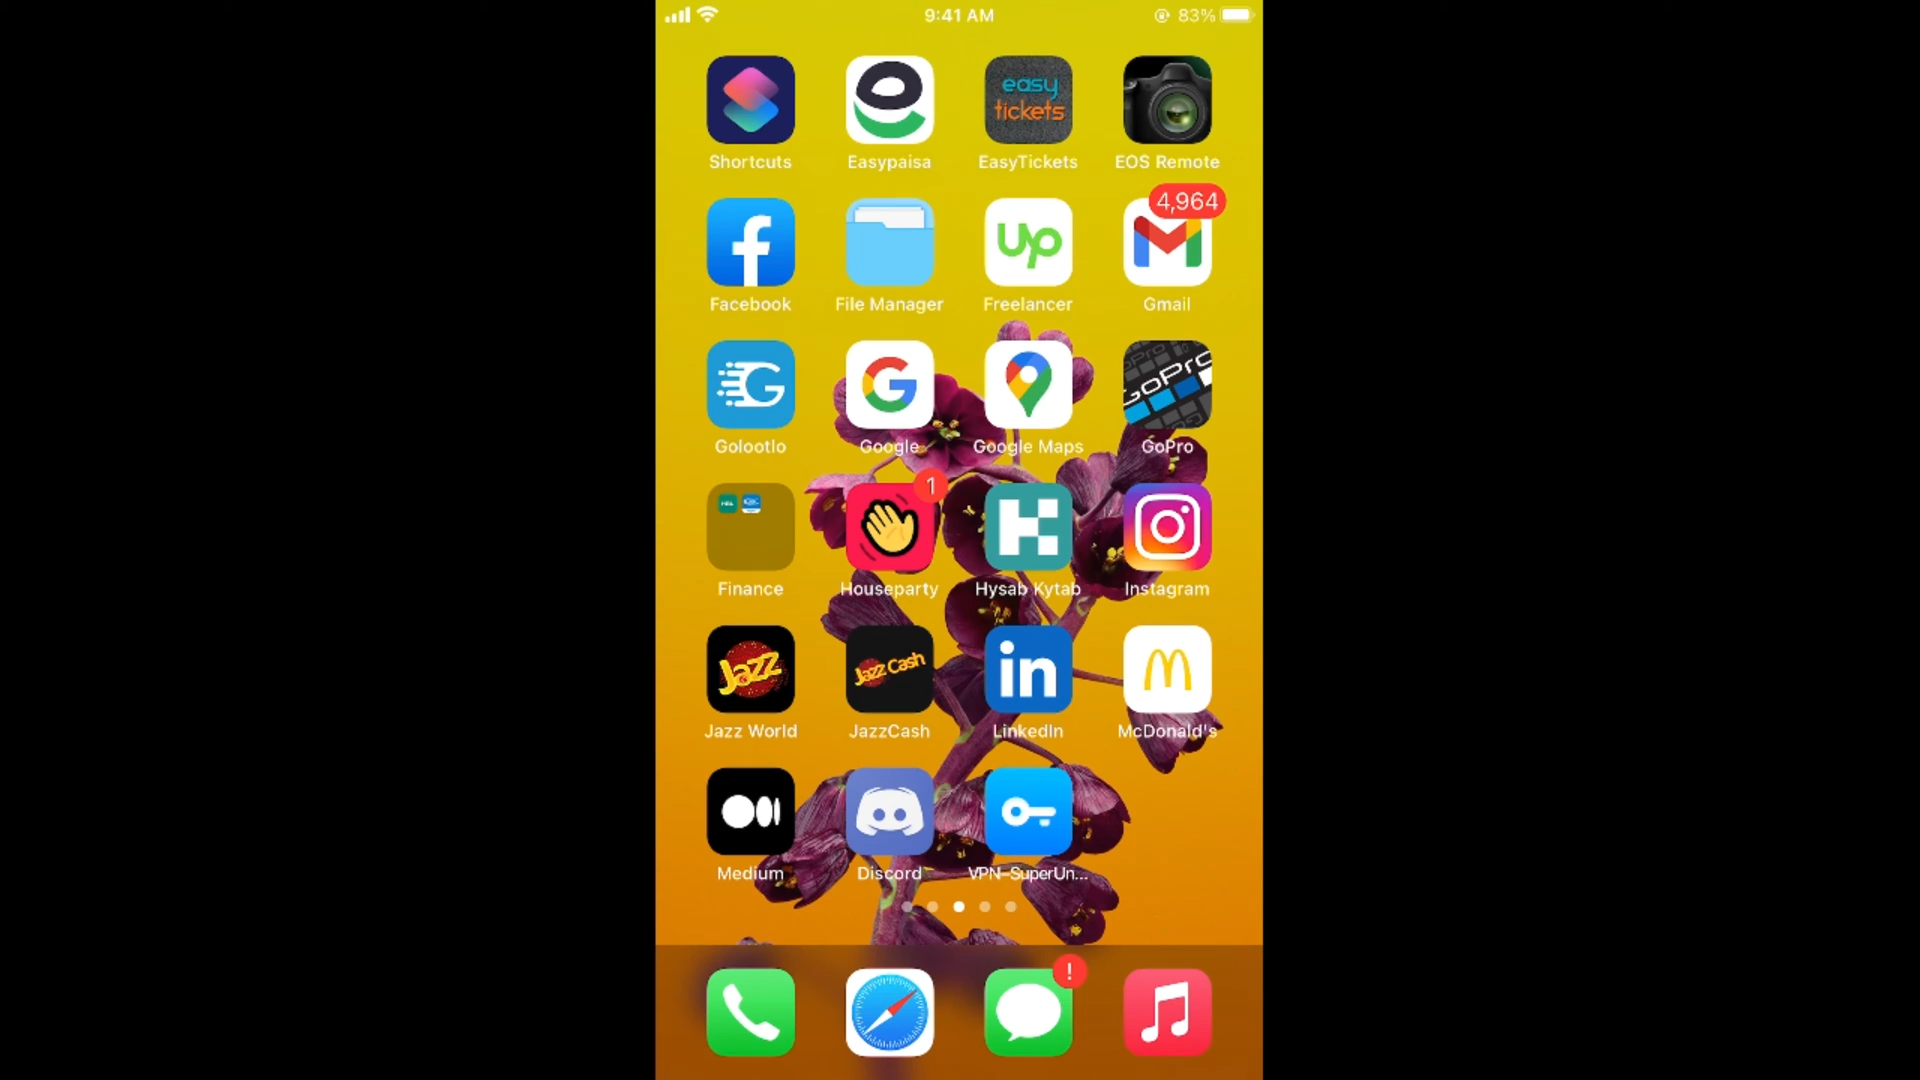 9:41 AM 83%
easy
tickets
Shortcuts Easypaisa EasyTickets EOS Remote
4,964
up
Facebook File Manager Freelancer Gmail
GoPro
Golootlo Google Google Maps GoPro
1
Finance Houseparty Hysab Kytab Instagram
Jazz Jazz Cash in
Jazz World JazzCash LinkedIn McDonald's
Medium Discord VPN-SuperUn...
!